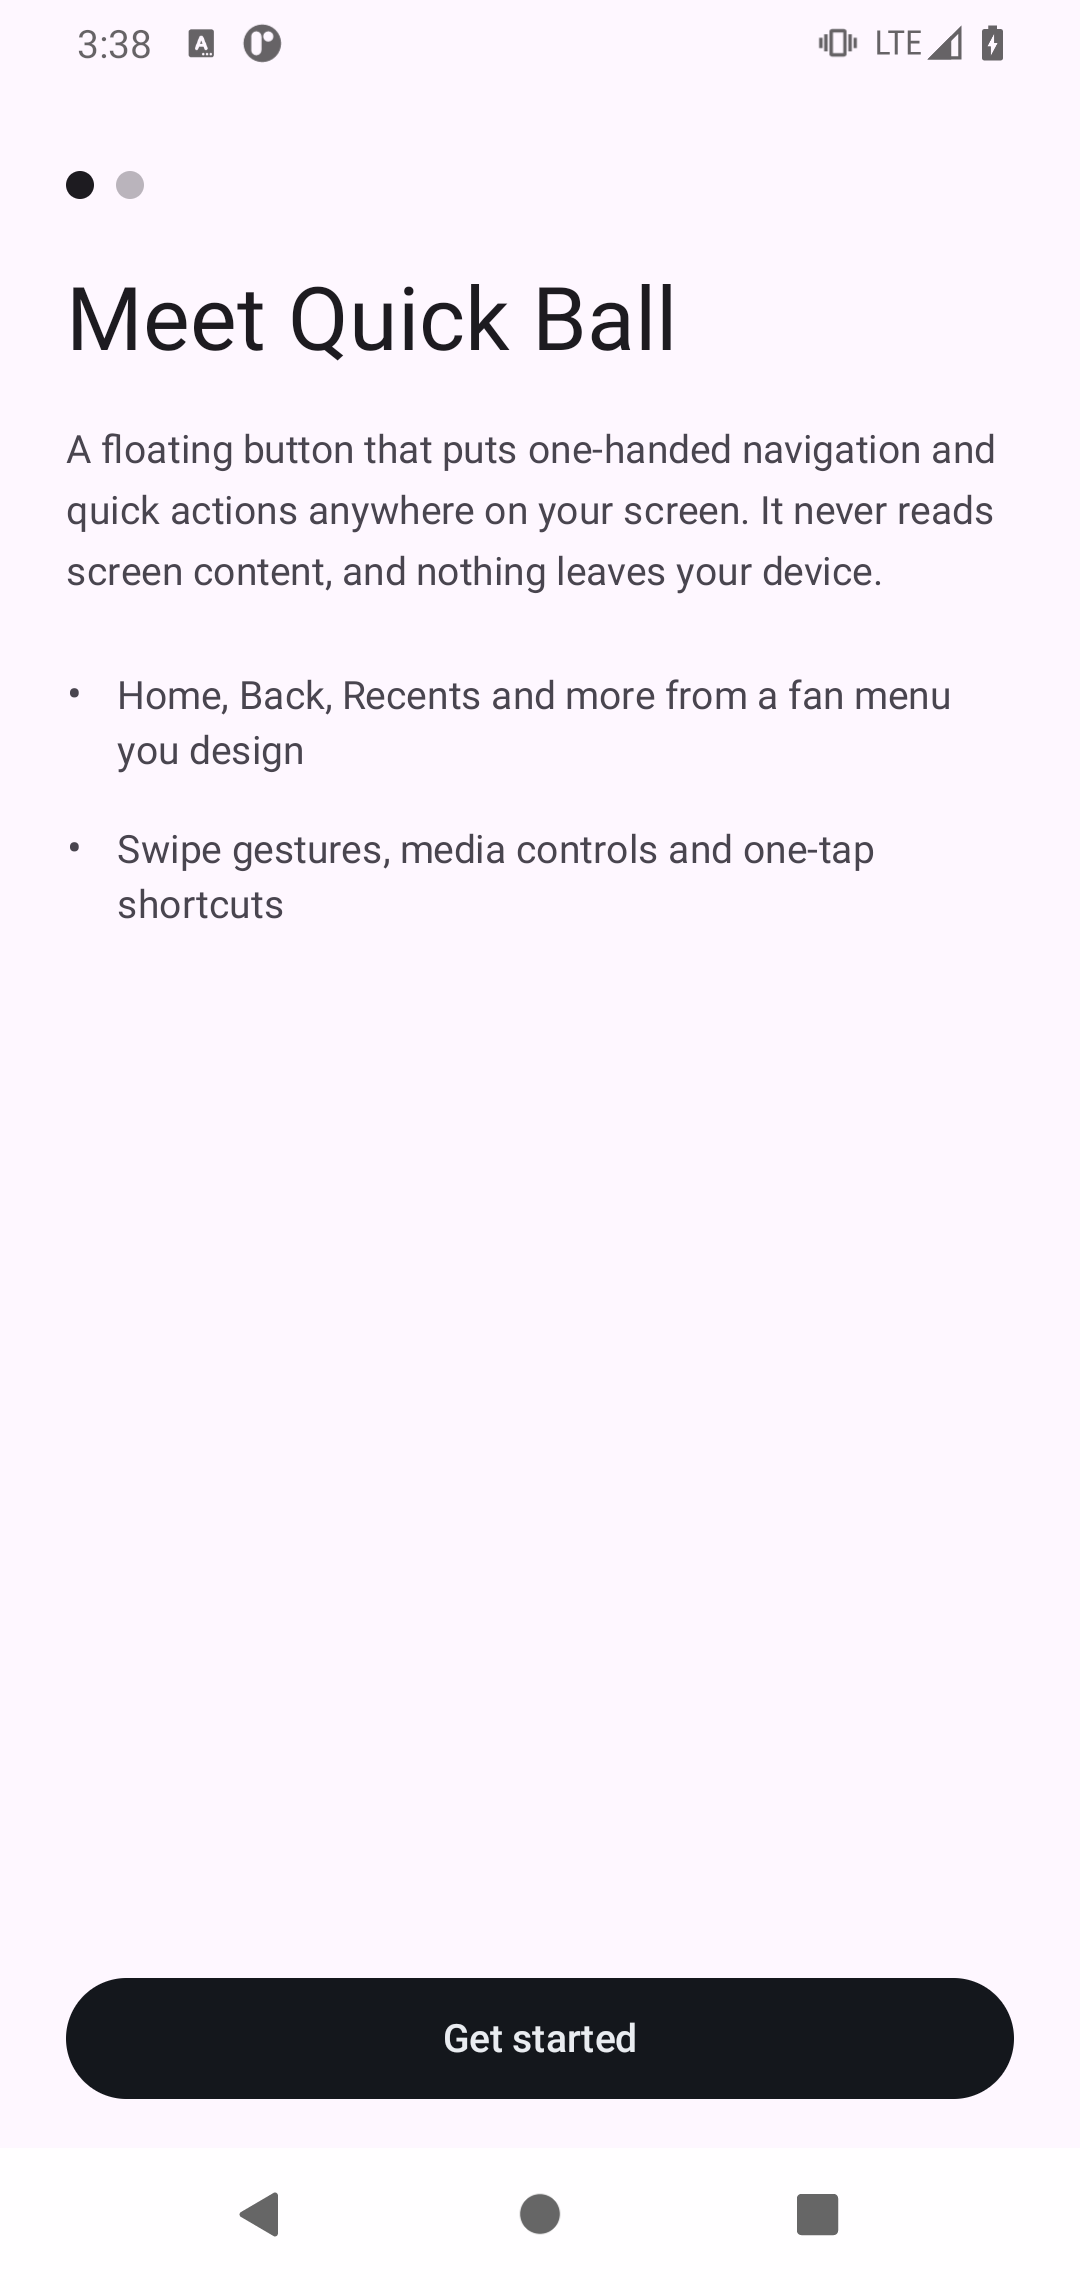 3:38
LTE
Meet Quick Ball
A floating button that puts one-handed navigation and
quick actions anywhere on your screen. It never reads
screen content, and nothing leaves your device.
• Home, Back, Recents and more from a fan menu
you design
• Swipe gestures, media controls and one-tap
shortcuts
Get started